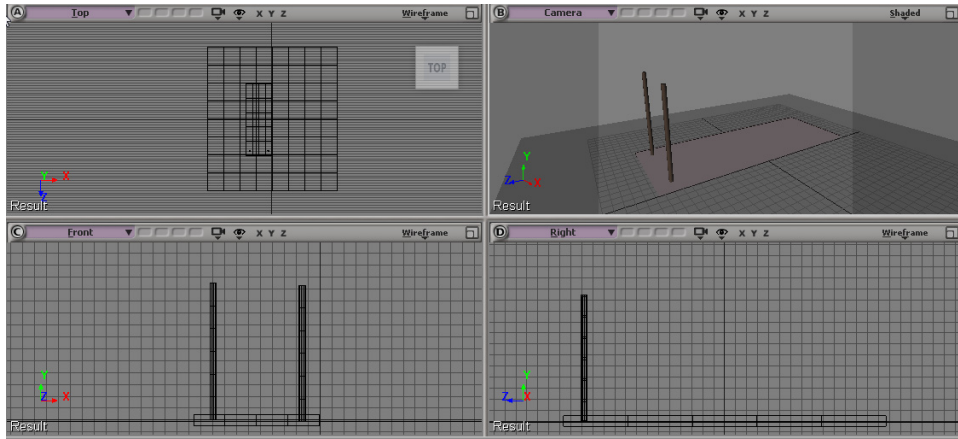 A Top X Y Z Wireframe
TOP
Y X
Z
Result
B Camera X Y Z Shaded
Y
Z X
Result
C Front X Y Z Wireframe
Y
Z X
Result
D Right X Y Z Wireframe
Y
Z X
Result